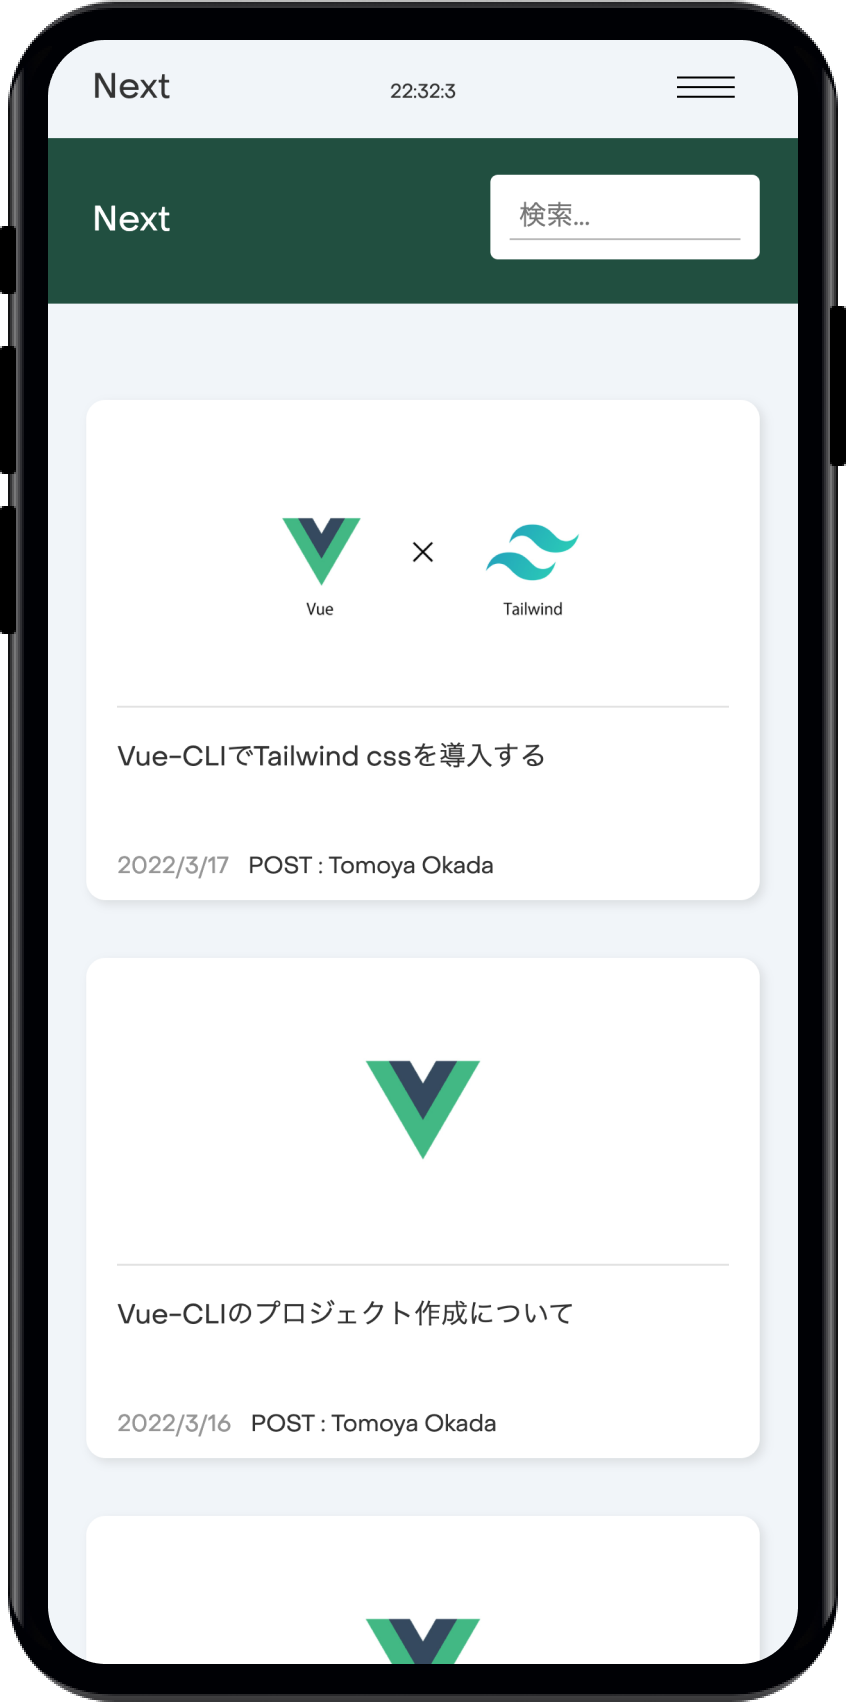 Next
22:32:3
Next
検索...
Vue
×
Tailwind
Vue-CLIでTailwind cssを導入する
2022/3/17 POST : Tomoya Okada
Vue-CLIのプロジェクト作成について
2022/3/16 POST : Tomoya Okada